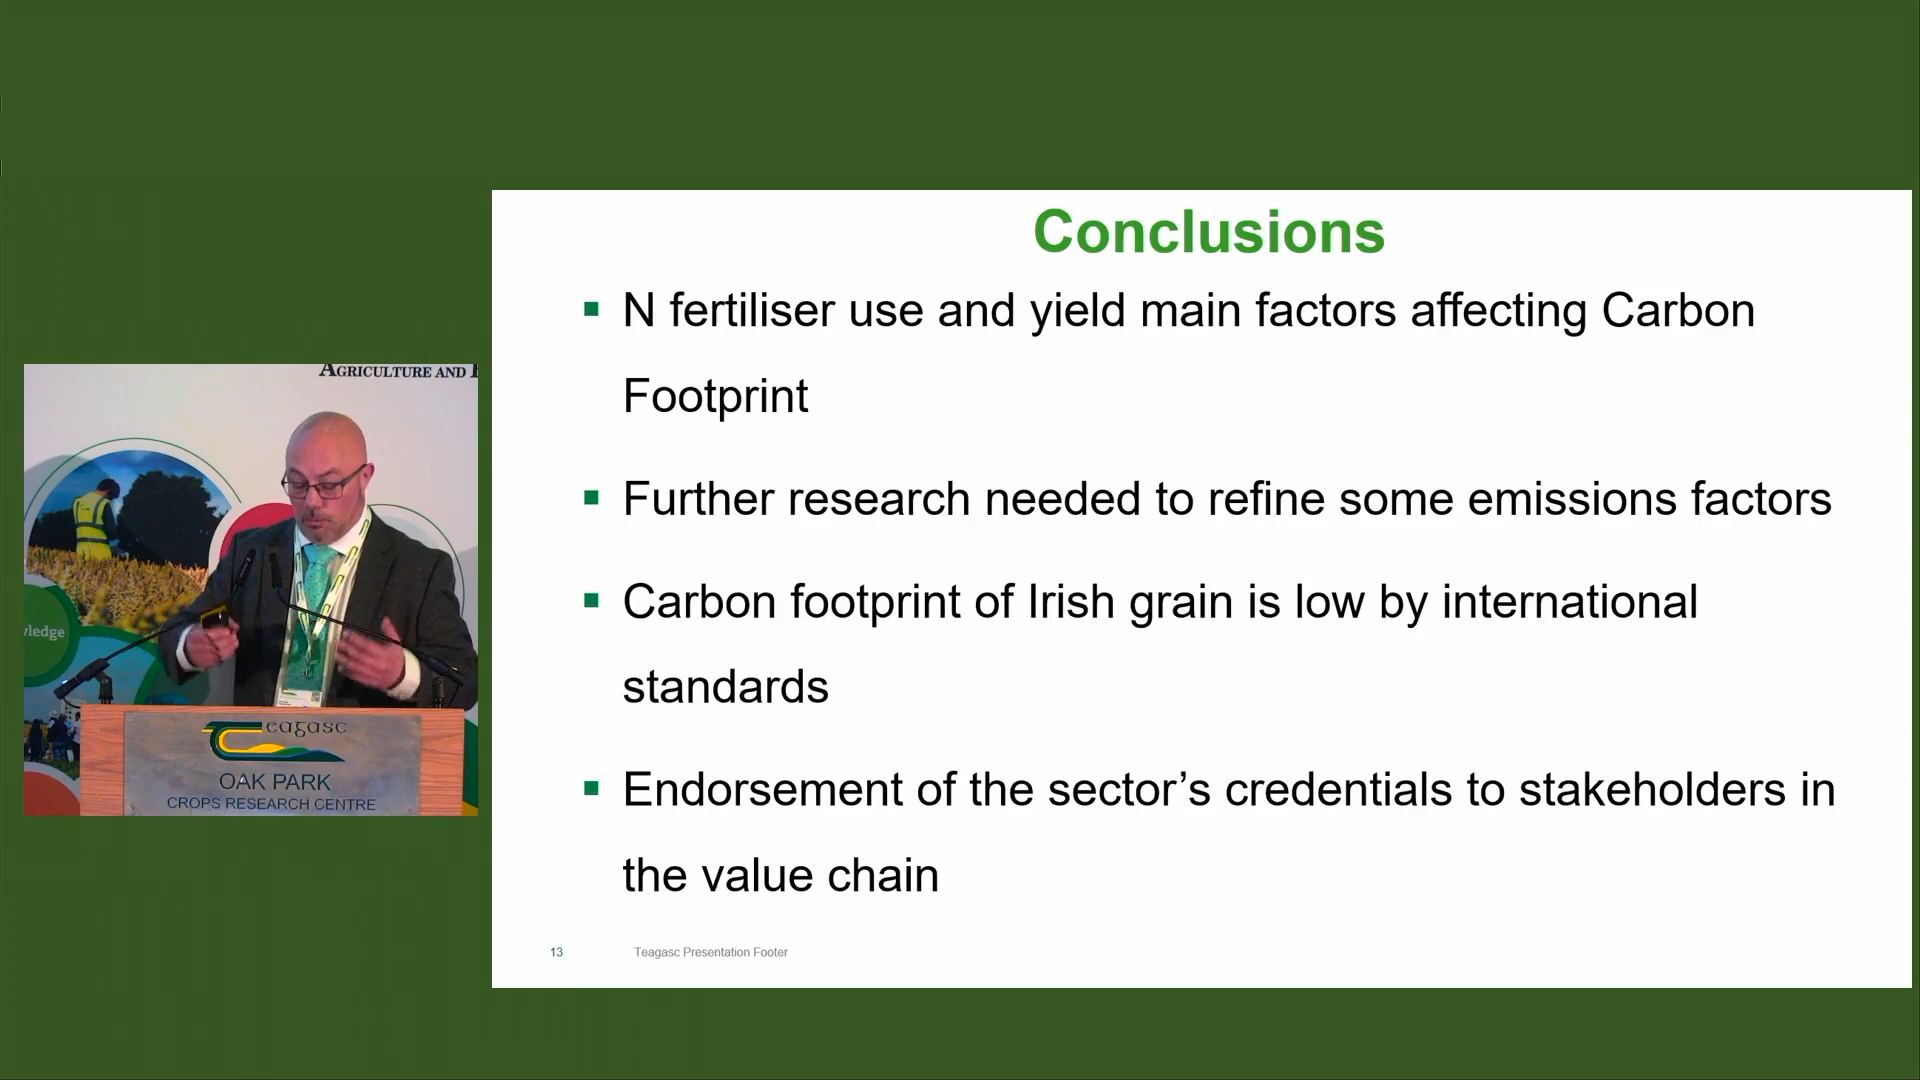 Conclusions
N fertiliser use and yield main factors affecting Carbon
Footprint
Further research needed to refine some emissions factors
Carbon footprint of Irish grain is low by international
standards
Endorsement of the sector’s credentials to stakeholders in
the value chain
13
Teagasc Presentation Footer
AGRICULTURE AND
eagasc
OAK PARK
CROPS RESEARCH CENTRE